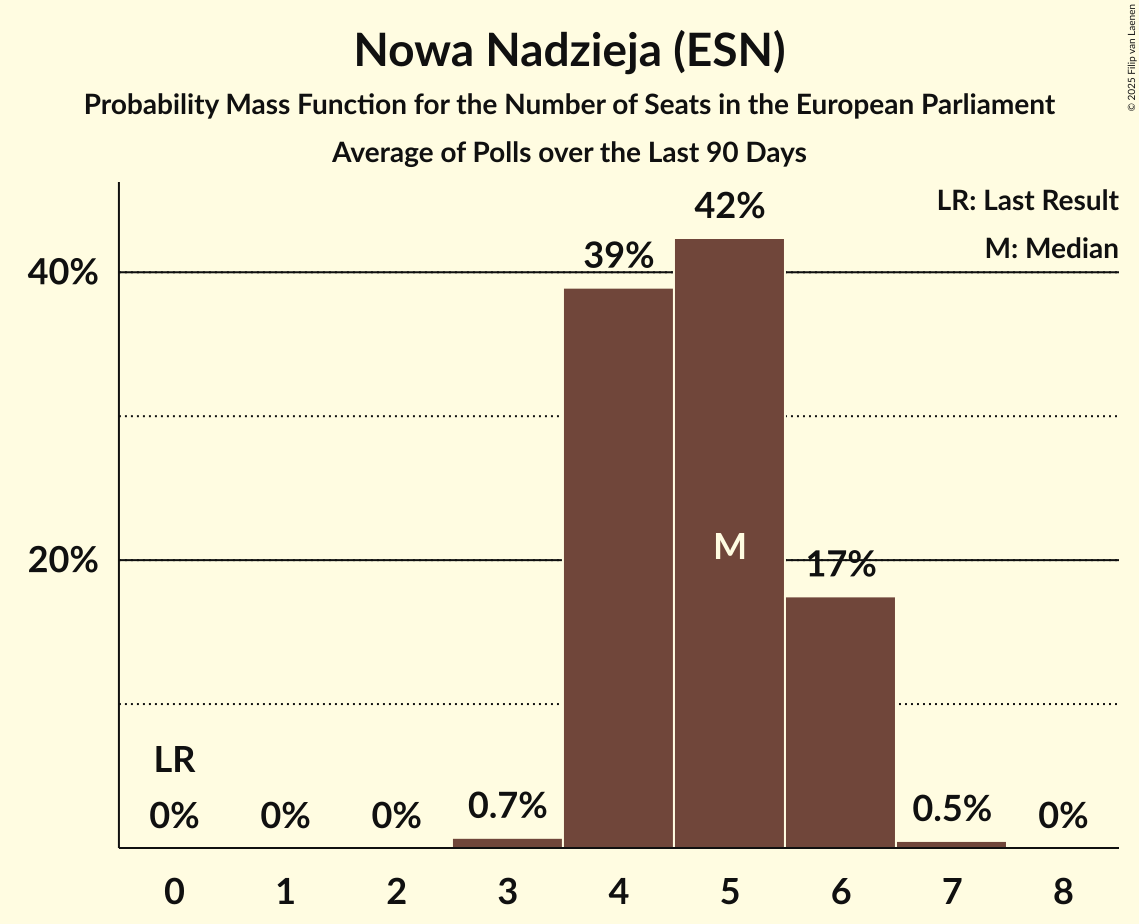 Nowa Nadzieja (ESN)
Probability Mass Function for the Number of Seats in the European Parliament
Average of Polls over the Last 90 Days
© 2025 Filip van Laenen
LR: Last Result
M: Median
42%
39%
40%
M
20%
17%
LR
0%
0%
0%
0.7%
0.5%
0%
0 1 2 3 4 5 6 7 8